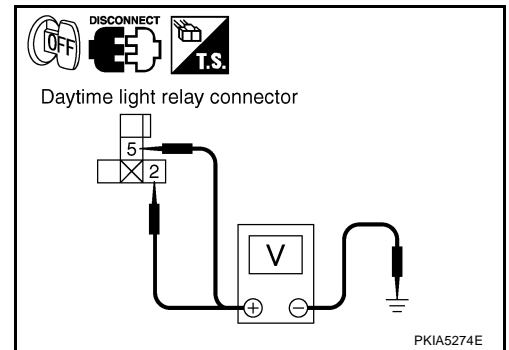 OFF
DISCONNECT
T.S.
Daytime light relay connector
5
2
V
+ −
PKIA5274E